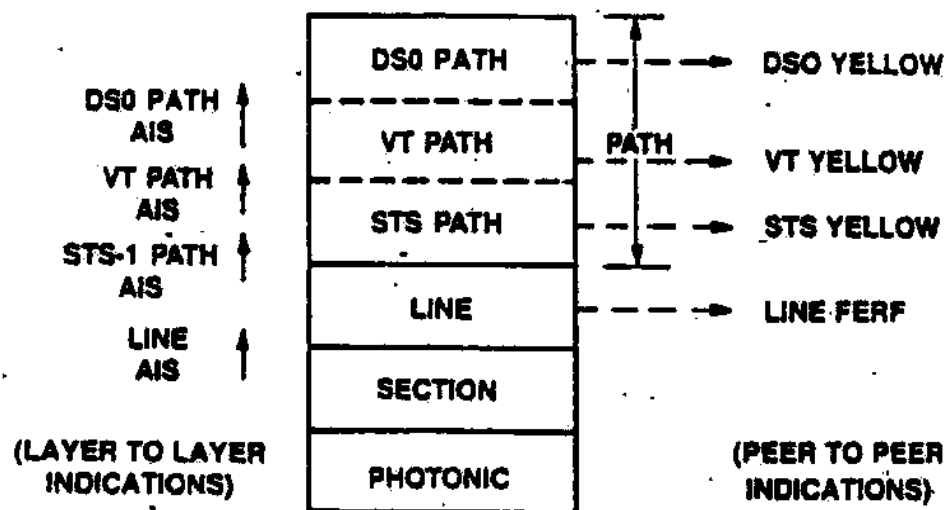 DS0 PATH
DSO YELLOW
DS0 PATH
AIS
VT PATH
PATH
VT YELLOW
VT PATH
AIS
STS PATH
STS YELLOW
STS-1 PATH
AIS
LINE
LINE FERF
LINE
AIS
SECTION
(LAYER TO LAYER
INDICATIONS)
PHOTONIC
(PEER TO PEER
INDICATIONS)